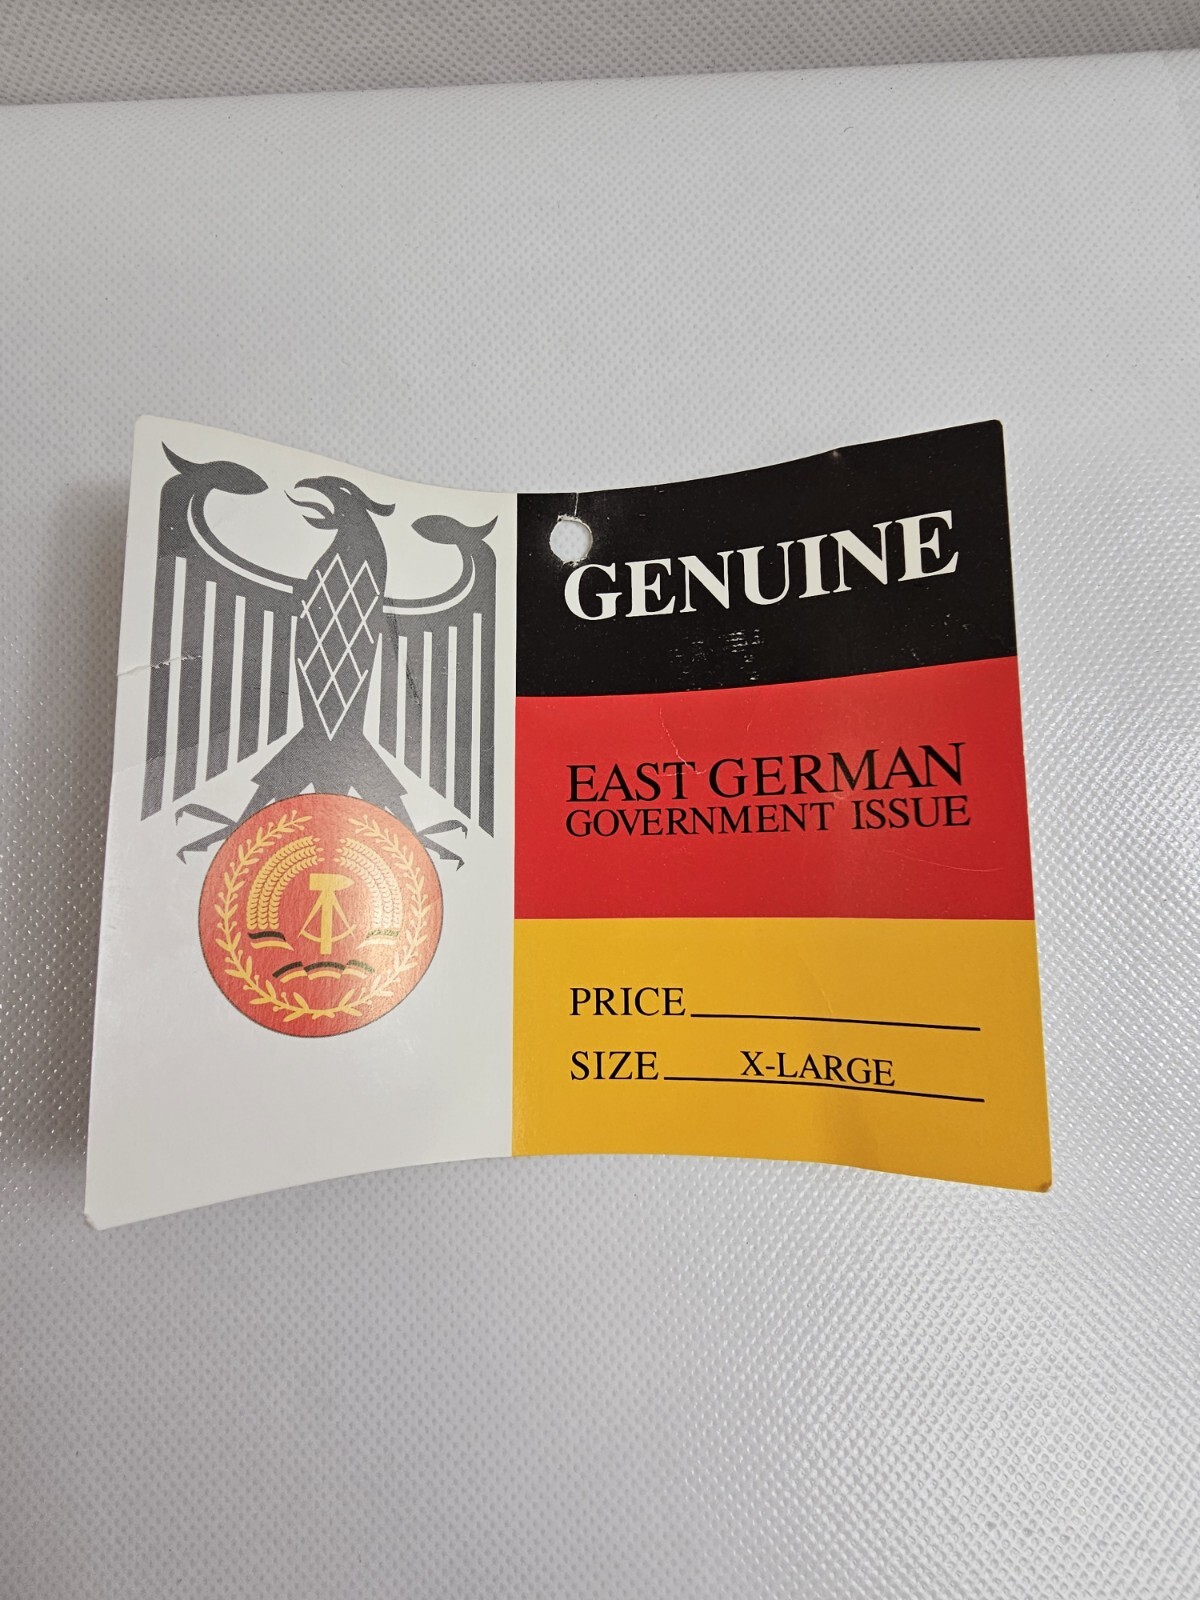 GENUINE
EAST GERMAN
GOVERNMENT ISSUE
PRICE
SIZE X-LARGE